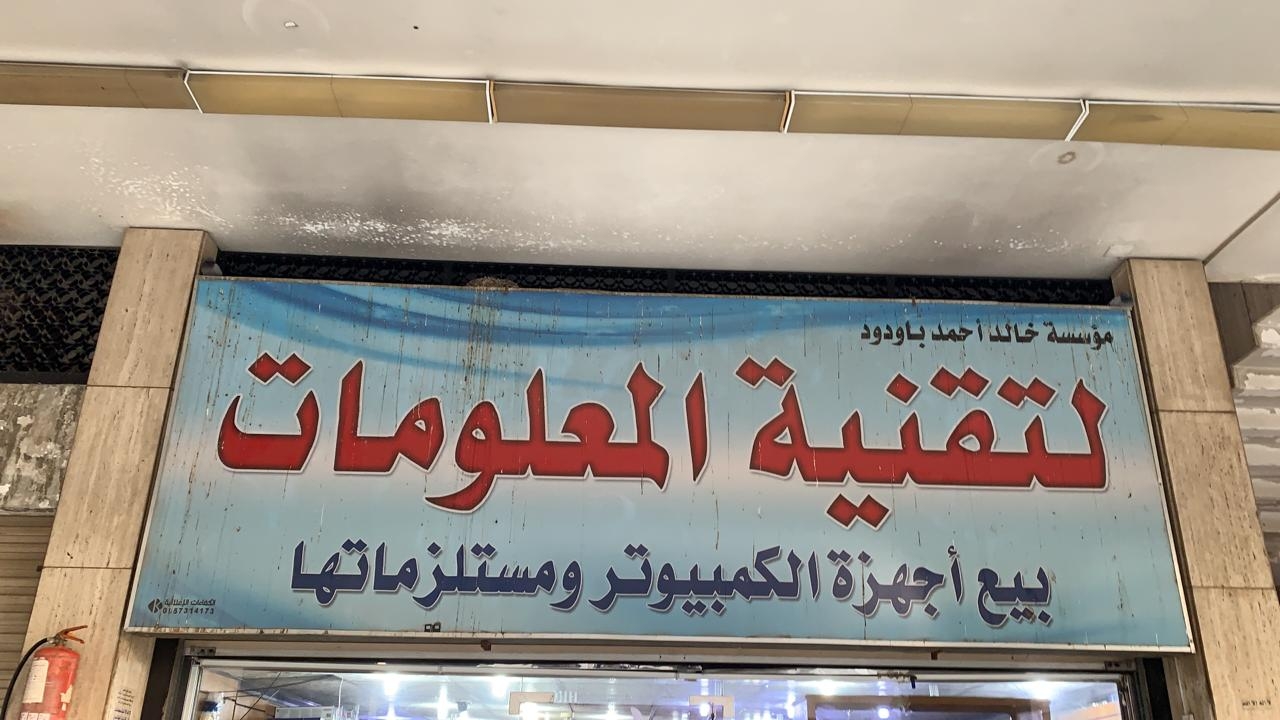 مؤسسة خالد أحمد باودود
لتقنية المعلومات
بيع أجهزة الكمبيوتر ومستلزماتها